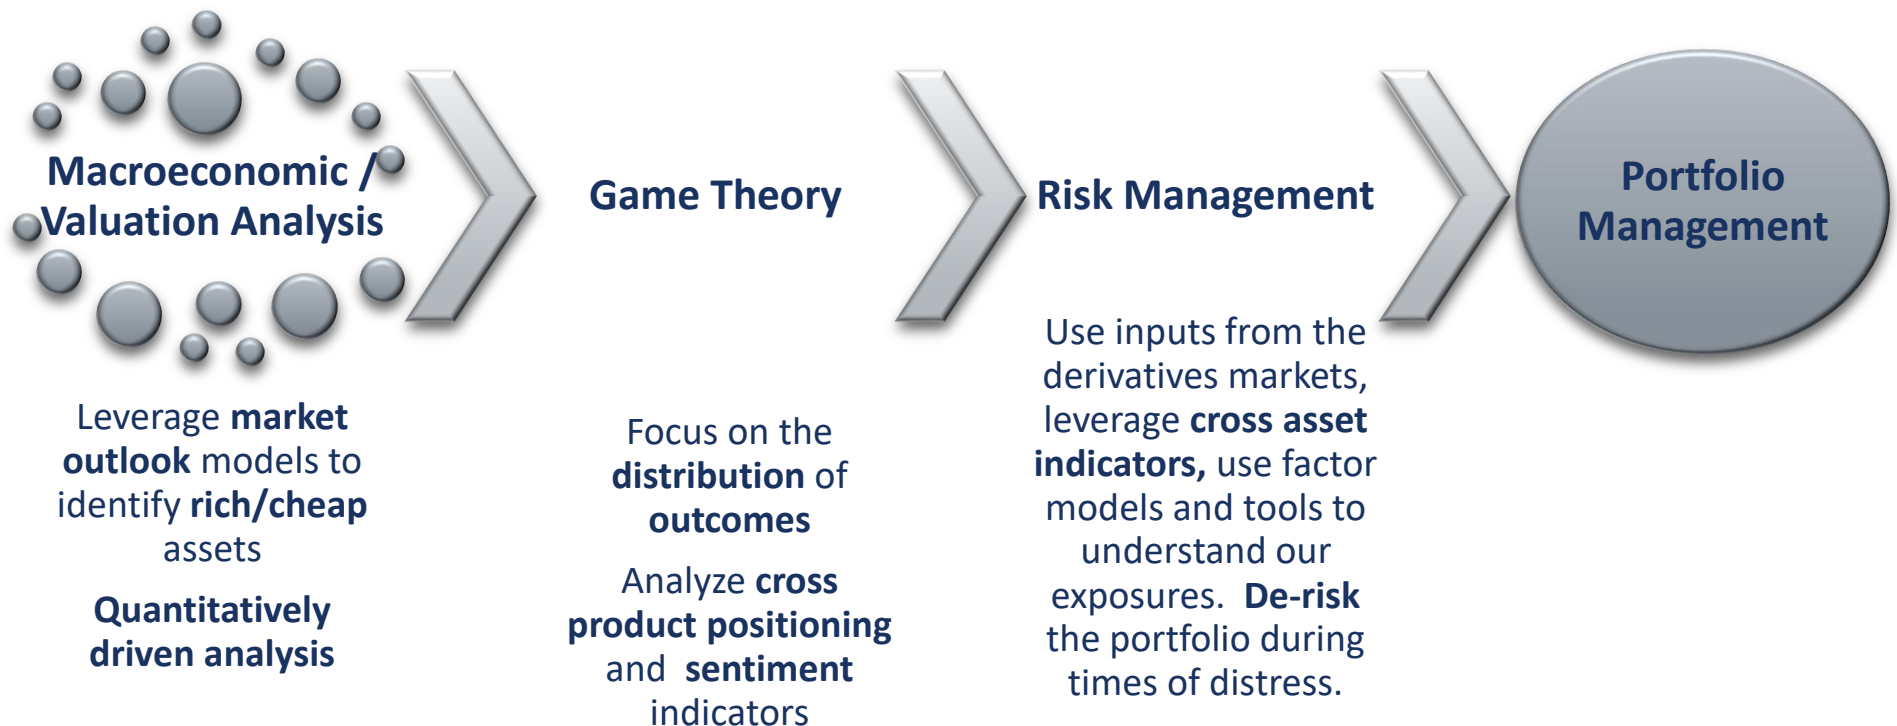 Macroeconomic /
Valuation Analysis
Leverage market
outlook models to
identify rich/cheap
assets
Quantitatively
driven analysis
Game Theory
Focus on the
distribution of
outcomes
Analyze cross
product positioning
and sentiment
indicators
Risk Management
Use inputs from the
derivatives markets,
leverage cross asset
indicators, use factor
models and tools to
understand our
exposures. De-risk
the portfolio during
times of distress.
Portfolio
Management